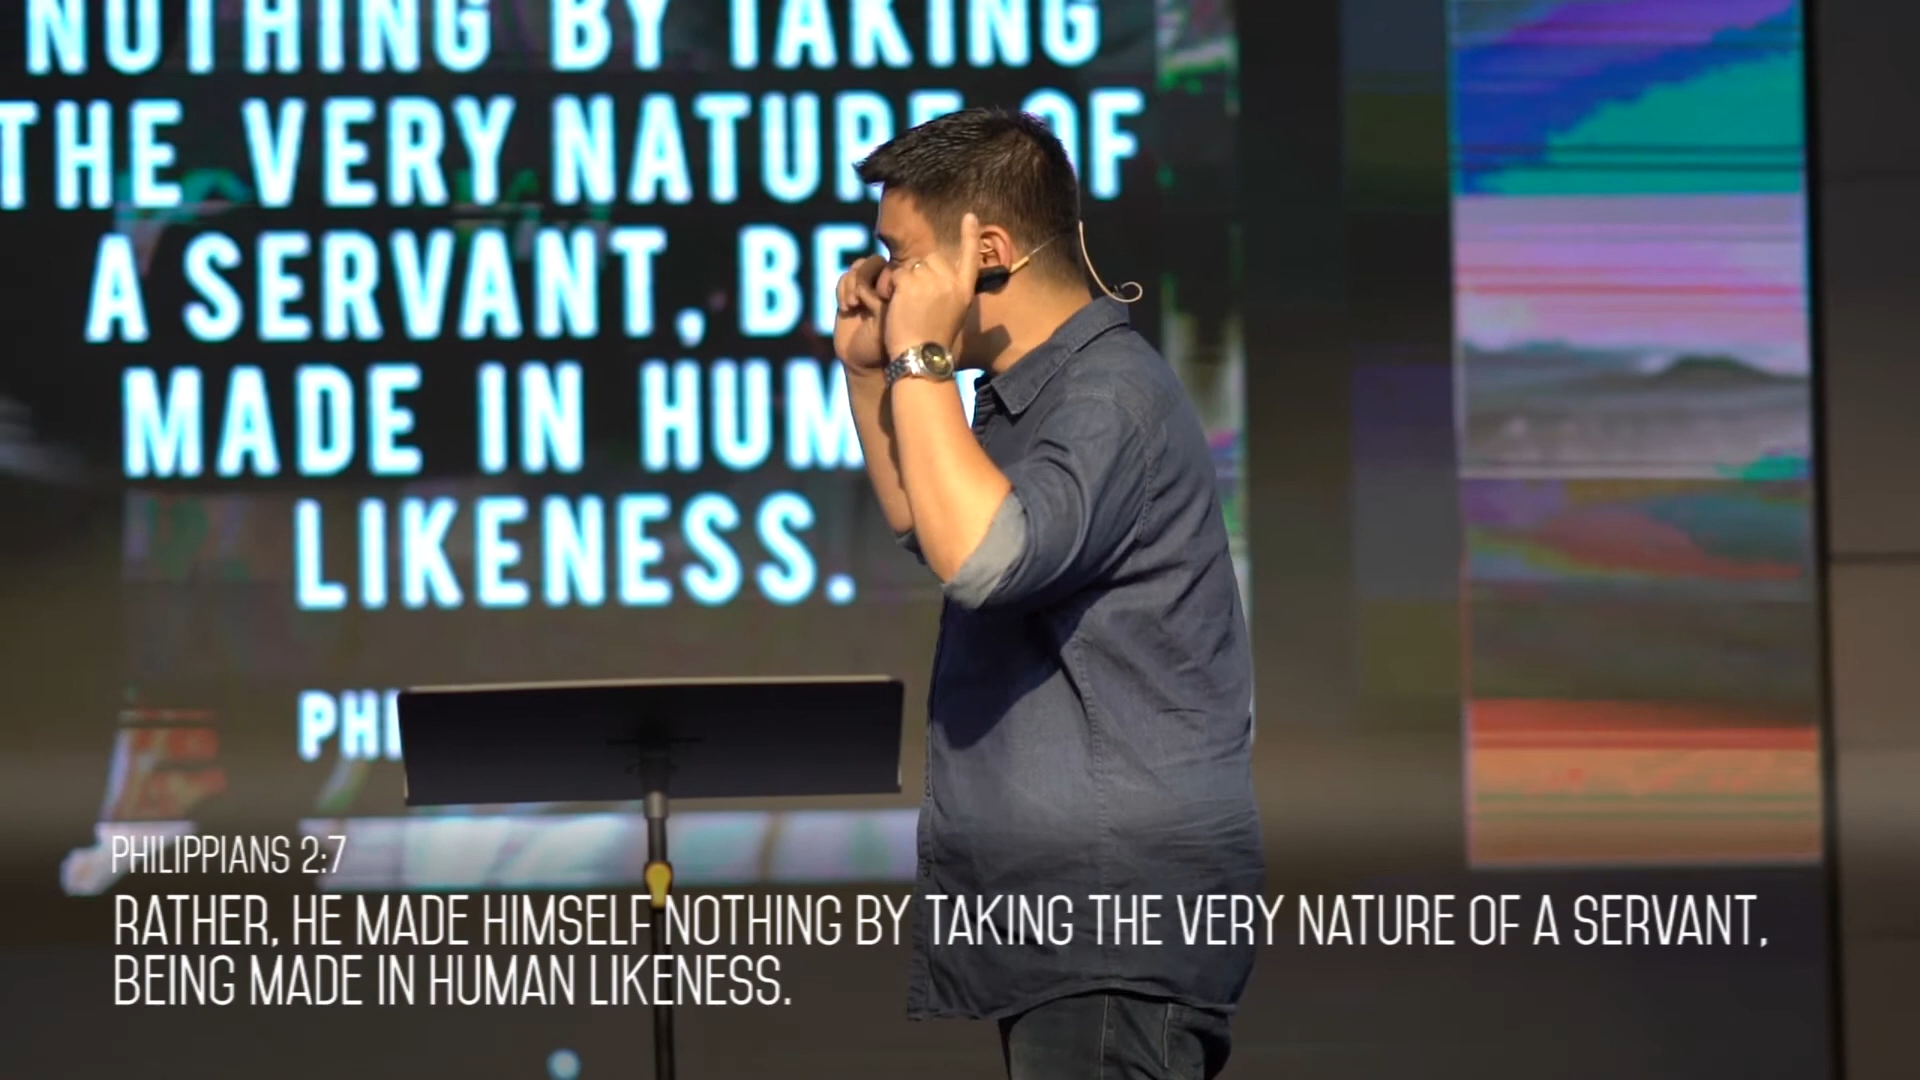 NOTHING BY TAKING
THE VERY NATURE OF
A SERVANT, BE
MADE IN HUM
LIKENESS.
PHI
PHILIPPIANS 2:7
RATHER, HE MADE HIMSELF NOTHING BY TAKING THE VERY NATURE OF A SERVANT,
BEING MADE IN HUMAN LIKENESS.